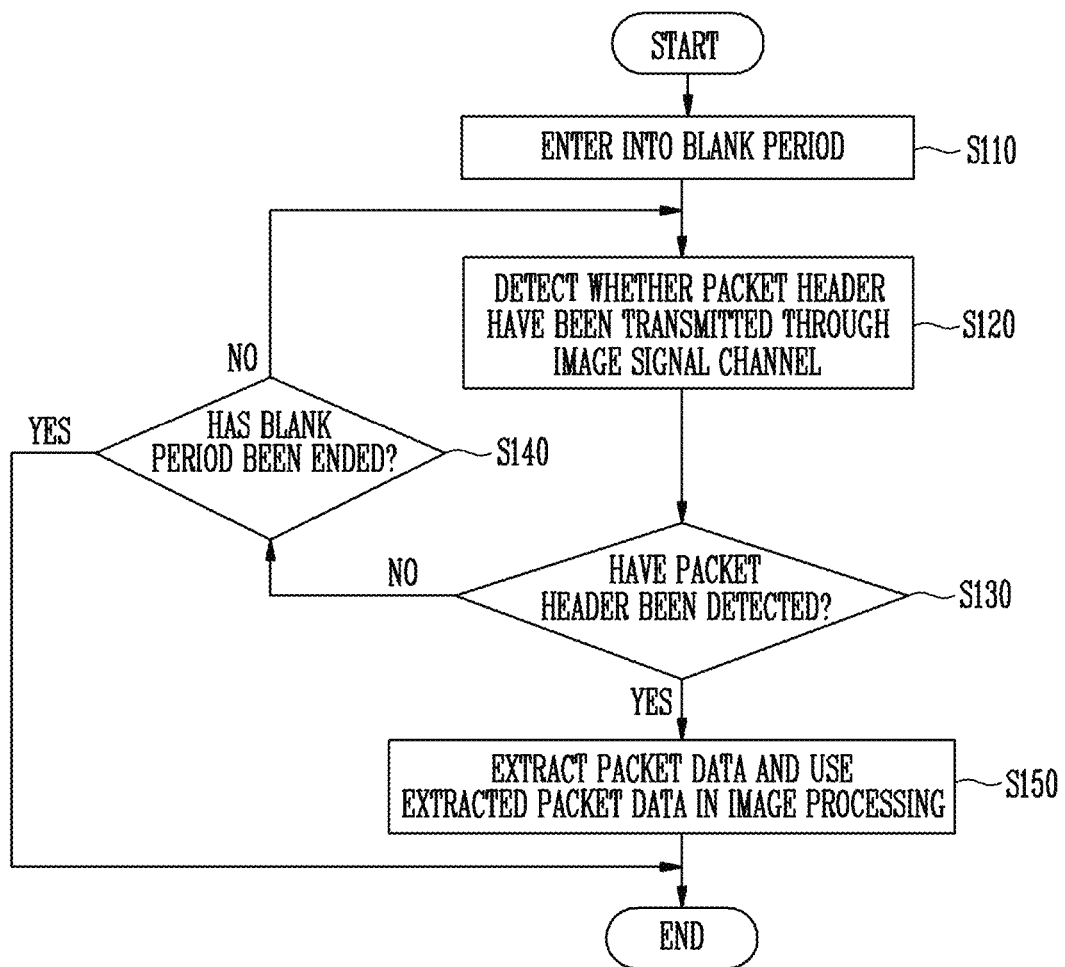 START
ENTER INTO BLANK PERIOD
S110
DETECT WHETHER PACKET HEADER
HAVE BEEN TRANSMITTED THROUGH
IMAGE SIGNAL CHANNEL
S120
NO
YES
HAS BLANK
PERIOD BEEN ENDED?
S140
NO
HAVE PACKET
HEADER BEEN DETECTED?
S130
YES
EXTRACT PACKET DATA AND USE
EXTRACTED PACKET DATA IN IMAGE PROCESSING
S150
END